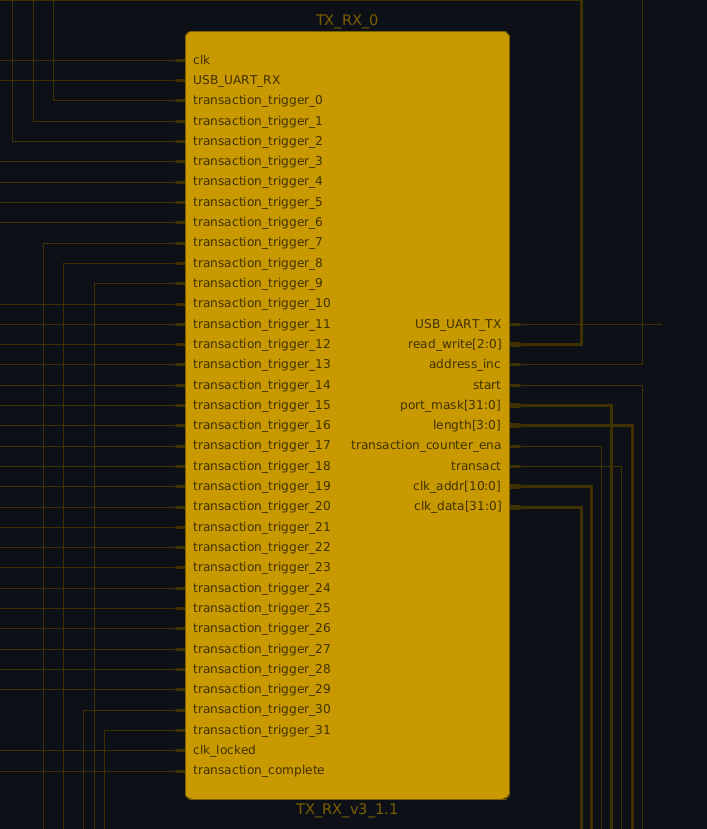 TX_RX_0
clk
USB_UART_RX
transaction_trigger_0
transaction_trigger_1
transaction_trigger_2
transaction_trigger_3
transaction_trigger_4
transaction_trigger_5
transaction_trigger_6
transaction_trigger_7
transaction_trigger_8
transaction_trigger_9
transaction_trigger_10
transaction_trigger_11
transaction_trigger_12
transaction_trigger_13
transaction_trigger_14
transaction_trigger_15
transaction_trigger_16
transaction_trigger_17
transaction_trigger_18
transaction_trigger_19
transaction_trigger_20
transaction_trigger_21
transaction_trigger_22
transaction_trigger_23
transaction_trigger_24
transaction_trigger_25
transaction_trigger_26
transaction_trigger_27
transaction_trigger_28
transaction_trigger_29
transaction_trigger_30
transaction_trigger_31
clk_locked
transaction_complete
USB_UART_TX
read_write[2:0]
address_inc
start
port_mask[31:0]
length[3:0]
transaction_counter_ena
transact
clk_addr[10:0]
clk_data[31:0]
TX_RX_v3_1.1